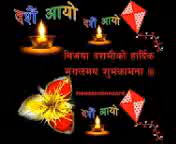 दशैं आयो
दशैं आयो
बिजया दशमीको हार्दिक
मंगलमय शुभकामना ॥
दशैं आयो